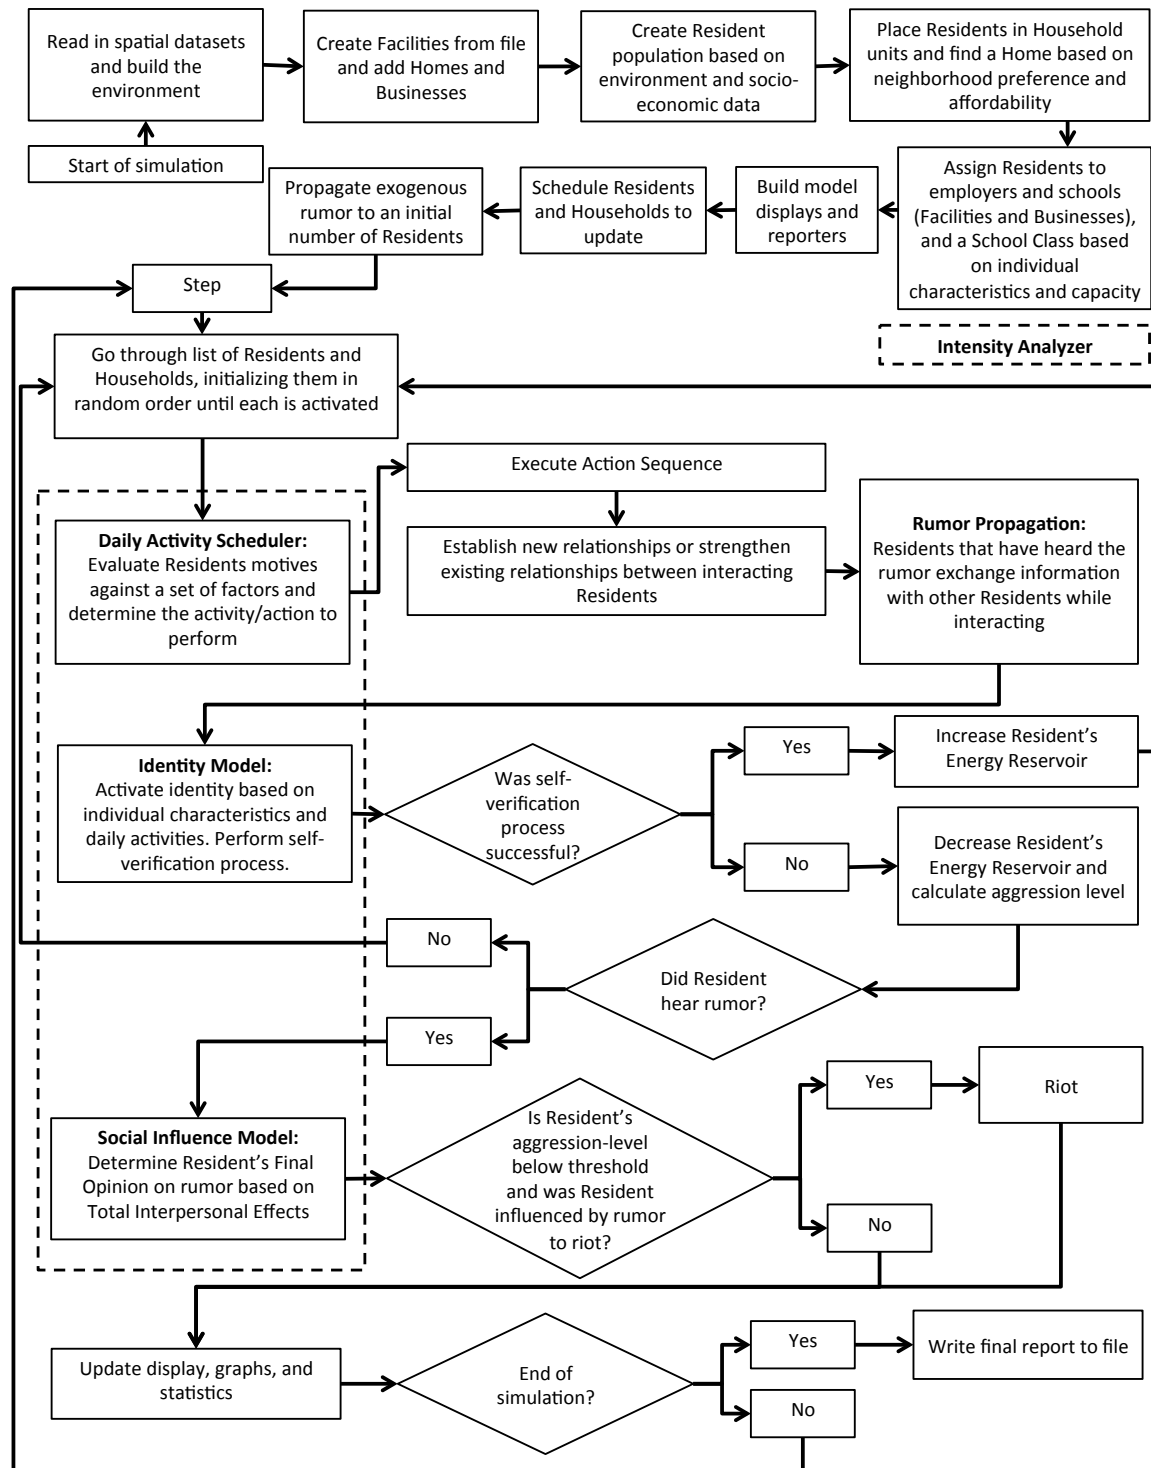 Read in spatial datasets
and build the
environment
Create Facilities from file
and add Homes and
Businesses
Create Resident
population based on
environment and socio-
economic data
Place Residents in Household
units and find a Home based on
neighborhood preference and
affordability
Start of simulation
Propagate exogenous
rumor to an initial
number of Residents
Schedule Residents
and Households to
update
Build model
displays and
reporters
Assign Residents to
employers and schools
(Facilities and Businesses),
and a School Class based
on individual
characteristics and capacity
Step
Intensity Analyzer
Go through list of Residents and
Households, initializing them in
random order until each is activated
Execute Action Sequence
Daily Activity Scheduler:
Evaluate Residents motives
against a set of factors and
determine the activity/action to
perform
Establish new relationships or strengthen
existing relationships between interacting
Residents
Rumor Propagation:
Residents that have heard the
rumor exchange information
with other Residents while
interacting
Identity Model:
Activate identity based on
individual characteristics and
daily activities. Perform self-
verification process.
Was self-
verification
process
successful?
Yes
Increase Resident’s
Energy Reservoir
No
Decrease Resident’s
Energy Reservoir and
calculate aggression level
No
Did Resident
hear rumor?
Yes
Social Influence Model:
Determine Resident’s Final
Opinion on rumor based on
Total Interpersonal Effects
Is Resident’s
aggression-level
below threshold
and was Resident
influenced by rumor
to riot?
Yes
Riot
No
Update display, graphs, and
statistics
End of
simulation?
Yes
Write final report to file
No